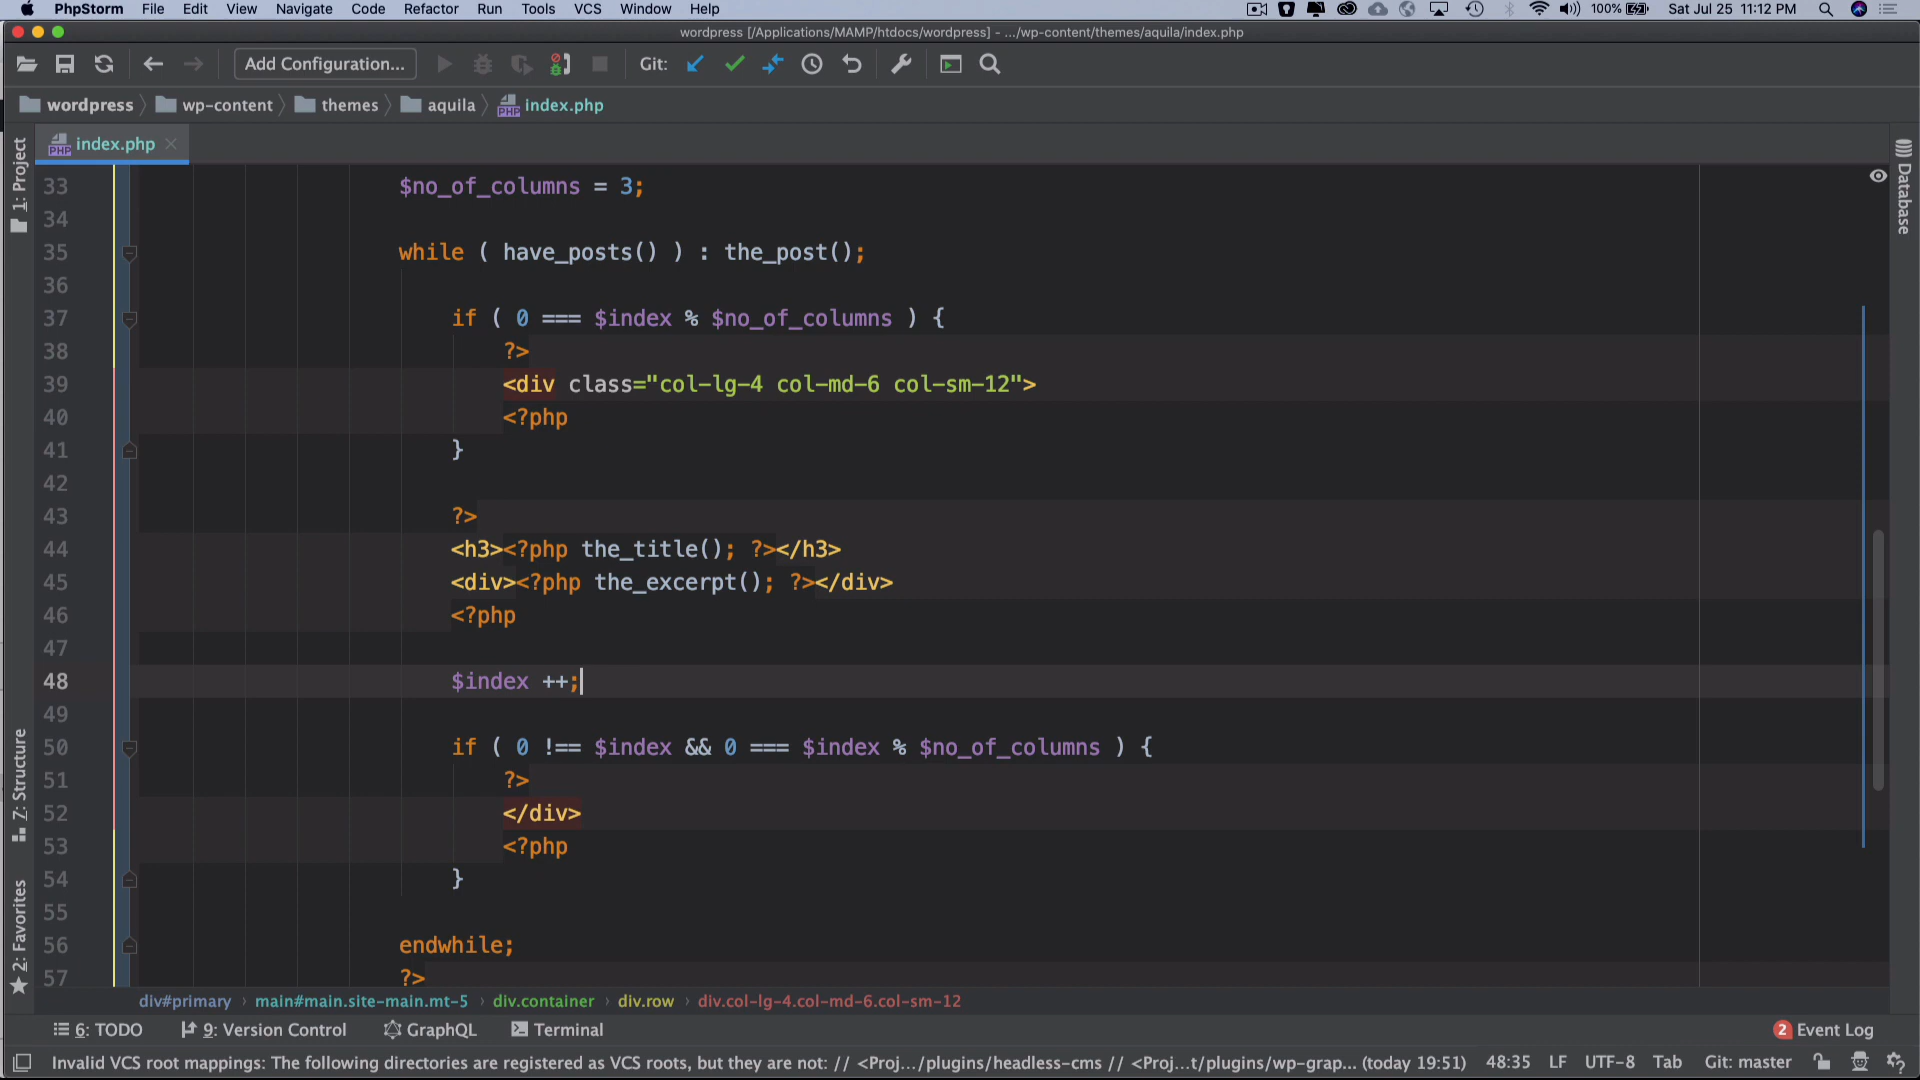 PhpStorm File Edit View Navigate Code Refactor Run Tools VCS Window Help 100% Sat Jul 25 11:12 PM
wordpress [/Applications/MAMP/htdocs/wordpress] - .../wp-content/themes/aquila/index.php
Add Configuration... Git:
wordpress wp-content themes aquila index.php
index.php
1: Project
Database
33 $no_of_columns = 3;
34
35 while ( have_posts() ) : the_post();
36
37 if ( 0 === $index % $no_of_columns ) {
38 ?>
39 <div class="col-lg-4 col-md-6 col-sm-12">
40 <?php
41 }
42
43 ?>
44 <h3><?php the_title(); ?></h3>
45 <div><?php the_excerpt(); ?></div>
46 <?php
47
48 $index ++;
49
50 if ( 0 !== $index && 0 === $index % $no_of_columns ) {
51 ?>
52 </div>
53 <?php
54 }
55
56 endwhile;
57 ?>
Z: Structure
2: Favorites
div#primary › main#main.site-main.mt-5 › div.container › div.row › div.col-lg-4.col-md-6.col-sm-12
6: TODO 9: Version Control GraphQL Terminal 2 Event Log
Invalid VCS root mappings: The following directories are registered as VCS roots, but they are not: // <Proj.../plugins/headless-cms // <Proj...t/plugins/wp-grap... (today 19:51) 48:35 LF UTF-8 Tab Git: master